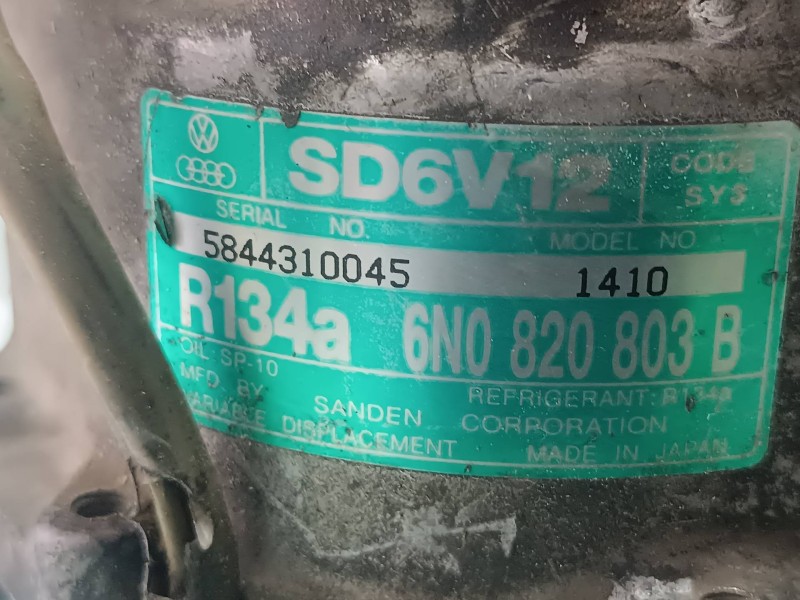 SD6V12
CODE
SY3
SERIAL NO.
MODEL NO
5844310045
1410
R134a 6N0 820 803 B
OIL: SP-10
REFRIGERANT: R134a
MFD. BY SANDEN CORPORATION
VARIABLE DISPLACEMENT
MADE IN JAPAN